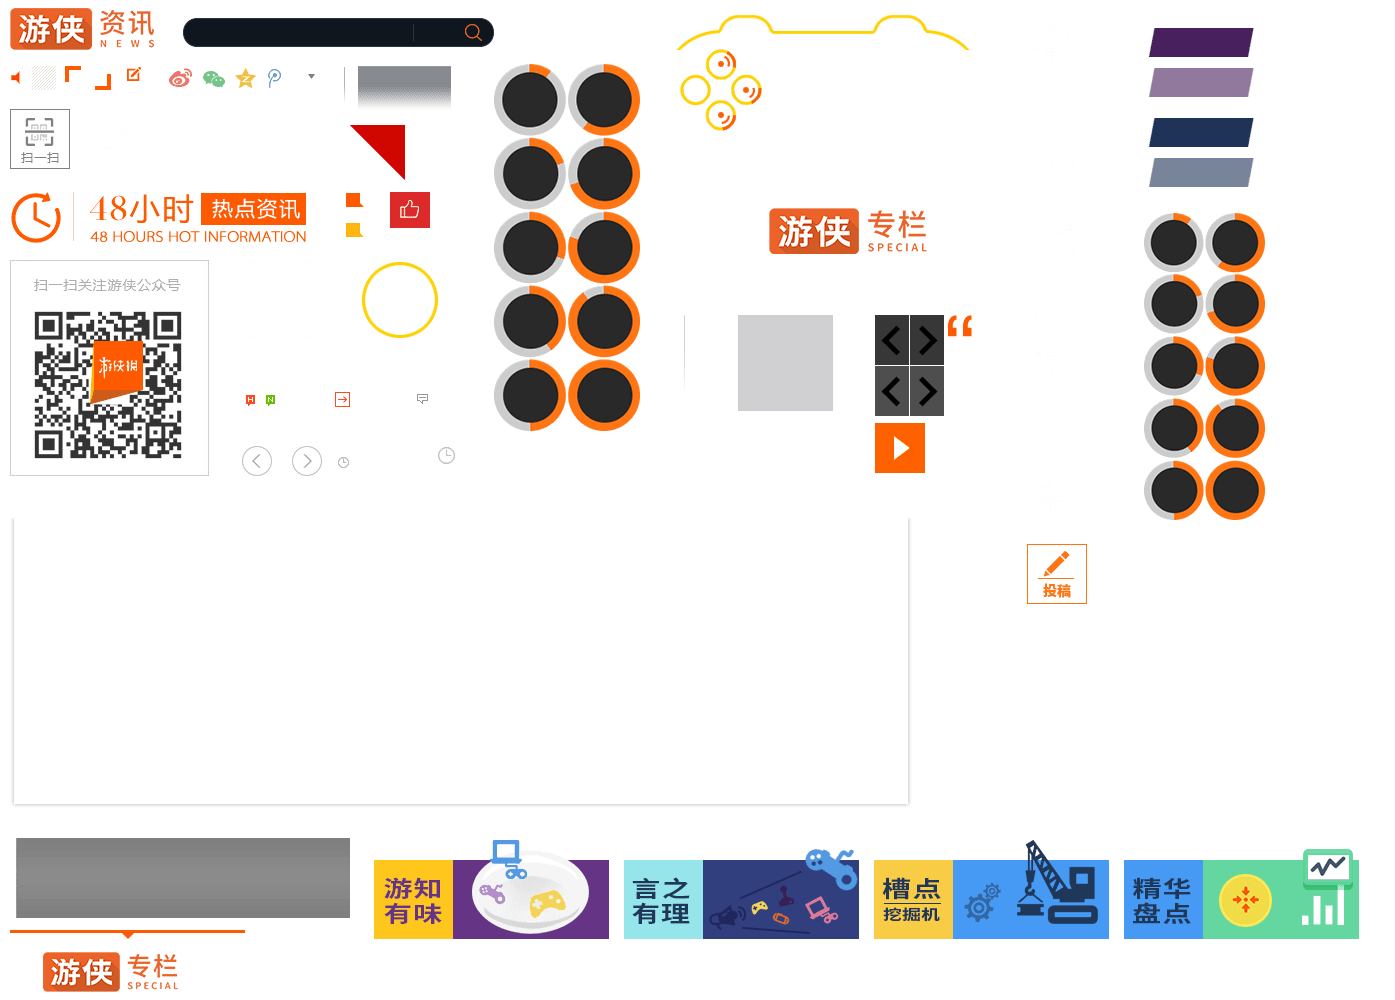 游侠 资讯
NEWS
扫一扫
48小时 热点资讯
48 HOURS HOT INFORMATION
扫一扫关注游侠公众号
游侠网
H
N
游侠 专栏
SPECIAL
投稿
游知
有味
言之
有理
槽点
挖掘机
精华
盘点
游侠 专栏
SPECIAL